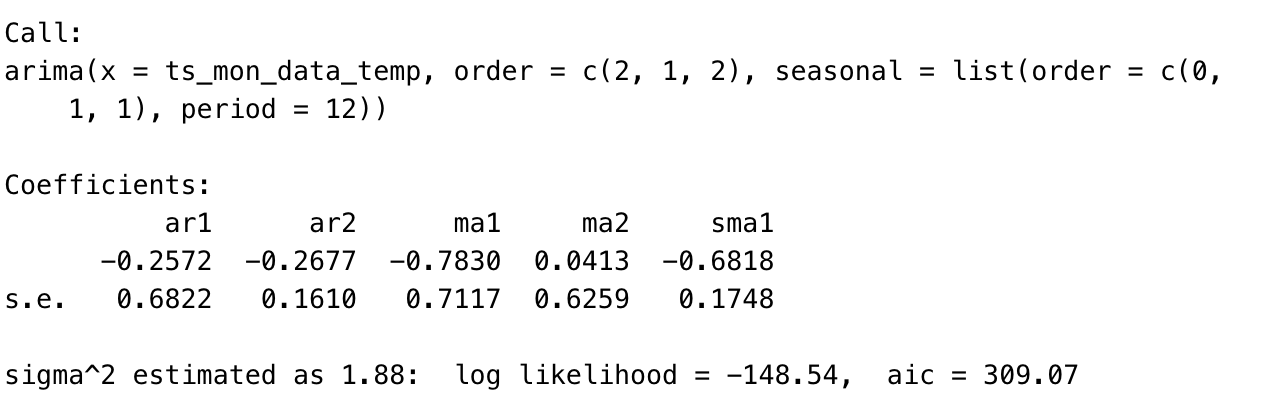 Call:
arima(x = ts_mon_data_temp, order = c(2, 1, 2), seasonal = list(order = c(0,
    1, 1), period = 12))

Coefficients:
          ar1      ar2      ma1     ma2     sma1
      -0.2572  -0.2677  -0.7830  0.0413  -0.6818
s.e.   0.6822   0.1610   0.7117  0.6259   0.1748

sigma^2 estimated as 1.88:  log likelihood = -148.54,  aic = 309.07